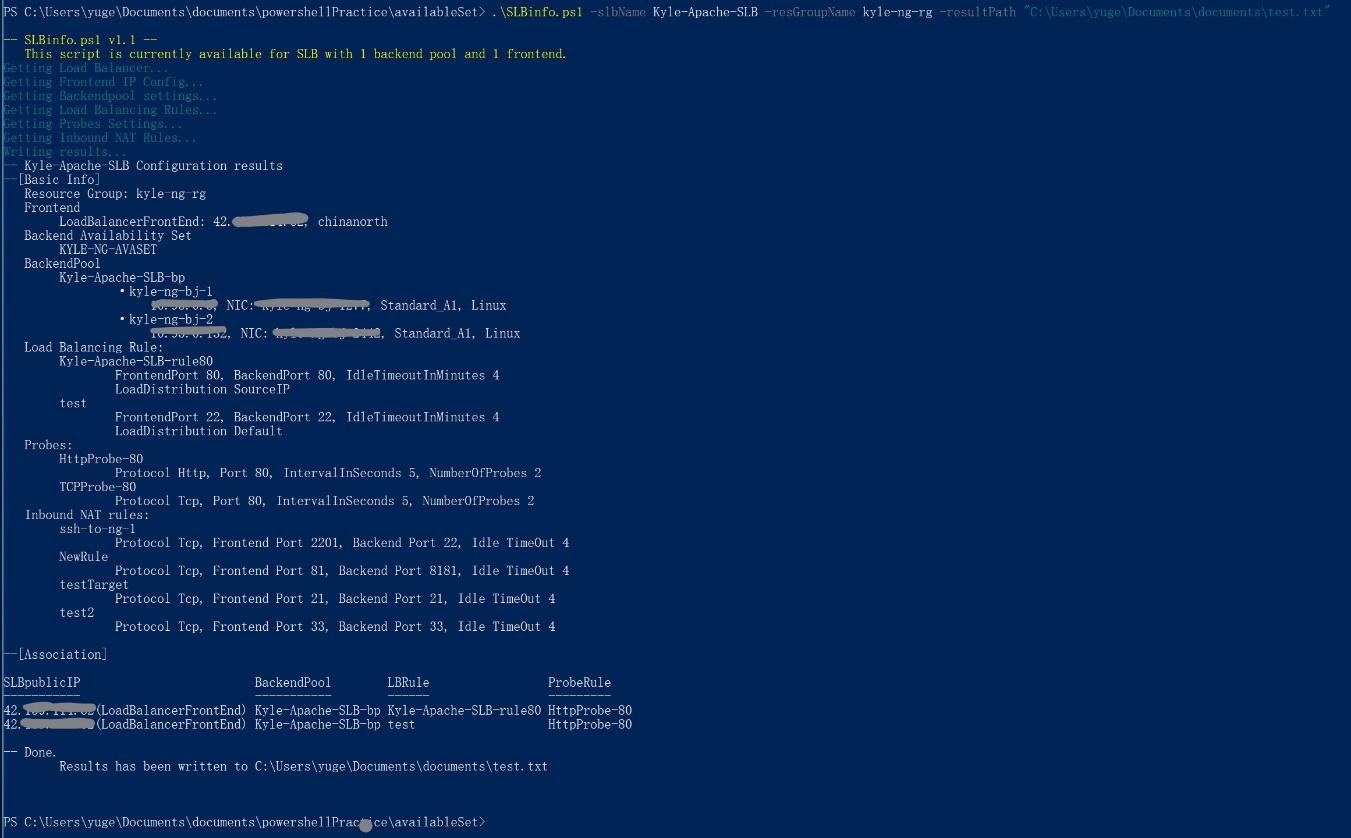 PS C:\Users\yuge\Documents\documents\powershellPractice\availableSet> .\SLBinfo.ps1 -slbName Kyle-Apache-SLB -resGroupName kyle-ng-rg -resultPath "C:\Users\yuge\Documents\documents\test.txt"
-- SLBinfo.ps1 v1.1 --
This script is currently available for SLB with 1 backend pool and 1 frontend.
Getting Load Balancer...
Getting Frontend IP Config...
Getting Backendpool settings...
Getting Load Balancing Rules...
Getting Probes Settings...
Getting Inbound NAT Rules...
Writing results...
-- Kyle-Apache-SLB Configuration results
--[Basic Info]
Resource Group: kyle-ng-rg
Frontend
LoadBalancerFrontEnd: 42. , chinanorth
Backend Availability Set
KYLE-NG-AVASET
BackendPool
Kyle-Apache-SLB-bp
• kyle-ng-bj-1
, NIC: , Standard_A1, Linux
• kyle-ng-bj-2
, NIC: , Standard_A1, Linux
Load Balancing Rule:
Kyle-Apache-SLB-rule80
FrontendPort 80, BackendPort 80, IdleTimeoutInMinutes 4
LoadDistribution SourceIP
test
FrontendPort 22, BackendPort 22, IdleTimeoutInMinutes 4
LoadDistribution Default
Probes:
HttpProbe-80
Protocol Http, Port 80, IntervalInSeconds 5, NumberOfProbes 2
TCPProbe-80
Protocol Tcp, Port 80, IntervalInSeconds 5, NumberOfProbes 2
Inbound NAT rules:
ssh-to-ng-1
Protocol Tcp, Frontend Port 2201, Backend Port 22, Idle TimeOut 4
NewRule
Protocol Tcp, Frontend Port 81, Backend Port 8181, Idle TimeOut 4
testTarget
Protocol Tcp, Frontend Port 21, Backend Port 21, Idle TimeOut 4
test2
Protocol Tcp, Frontend Port 33, Backend Port 33, Idle TimeOut 4
--[Association]
SLBpublicIP BackendPool LBRule ProbeRule
----------- ----------- ------ ---------
42. (LoadBalancerFrontEnd) Kyle-Apache-SLB-bp Kyle-Apache-SLB-rule80 HttpProbe-80
42. (LoadBalancerFrontEnd) Kyle-Apache-SLB-bp test HttpProbe-80
-- Done.
Results has been written to C:\Users\yuge\Documents\documents\test.txt
PS C:\Users\yuge\Documents\documents\powershellPractice\availableSet>